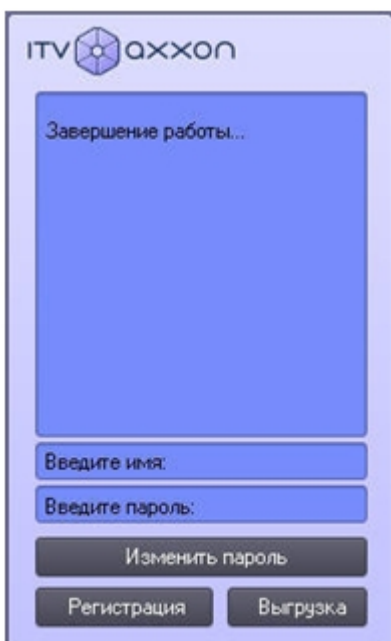 ITV axxon
Завершение работы...
Введите имя:
Введите пароль:
Изменить пароль
Регистрация Выгрузка